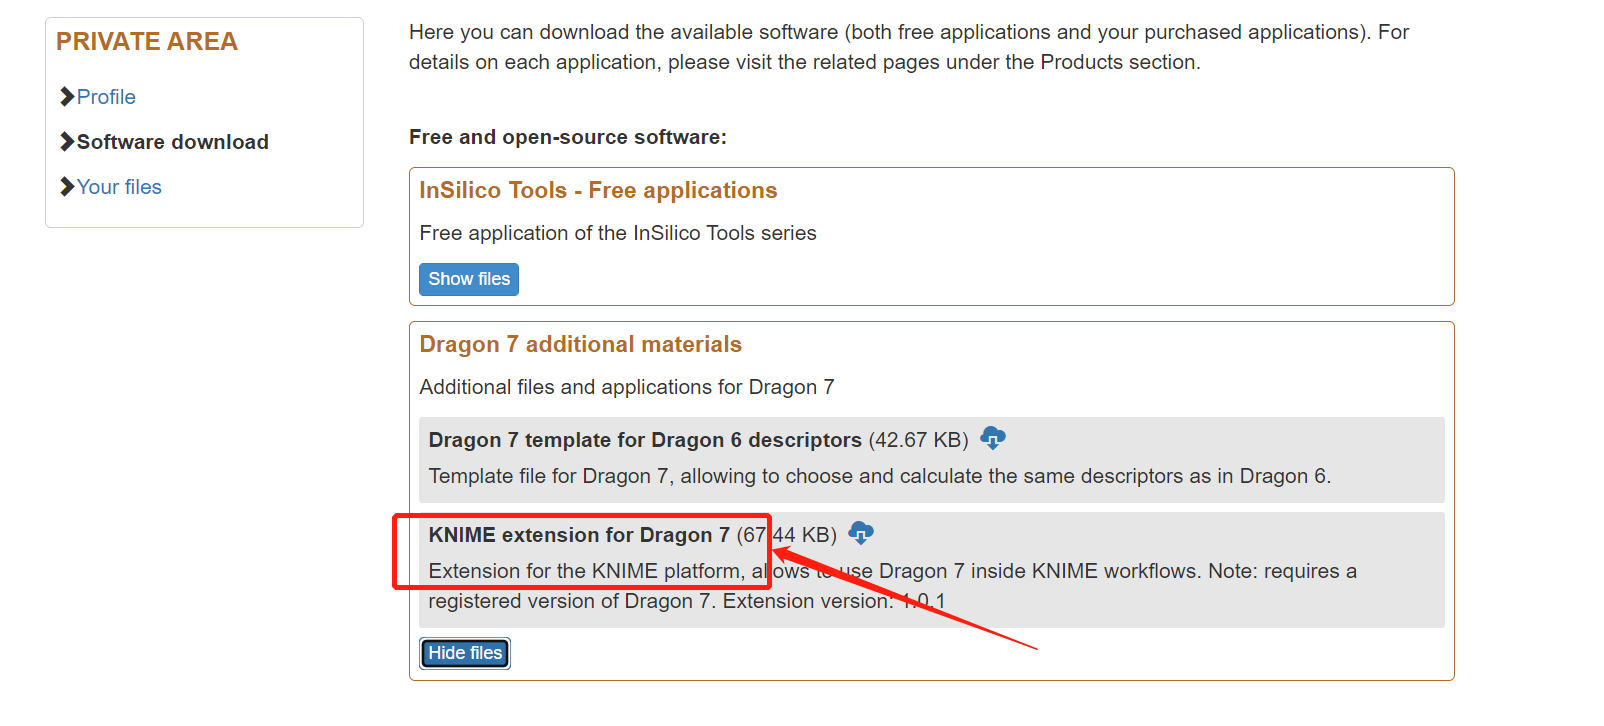 PRIVATE AREA
Profile
Software download
Your files
Here you can download the available software (both free applications and your purchased applications). For
details on each application, please visit the related pages under the Products section.
Free and open-source software:
InSilico Tools - Free applications
Free application of the InSilico Tools series
Show files
Dragon 7 additional materials
Additional files and applications for Dragon 7
Dragon 7 template for Dragon 6 descriptors (42.67 KB)
Template file for Dragon 7, allowing to choose and calculate the same descriptors as in Dragon 6.
KNIME extension for Dragon 7 (67.44 KB)
Extension for the KNIME platform, allows to use Dragon 7 inside KNIME workflows. Note: requires a
registered version of Dragon 7. Extension version: 1.0.1
Hide files